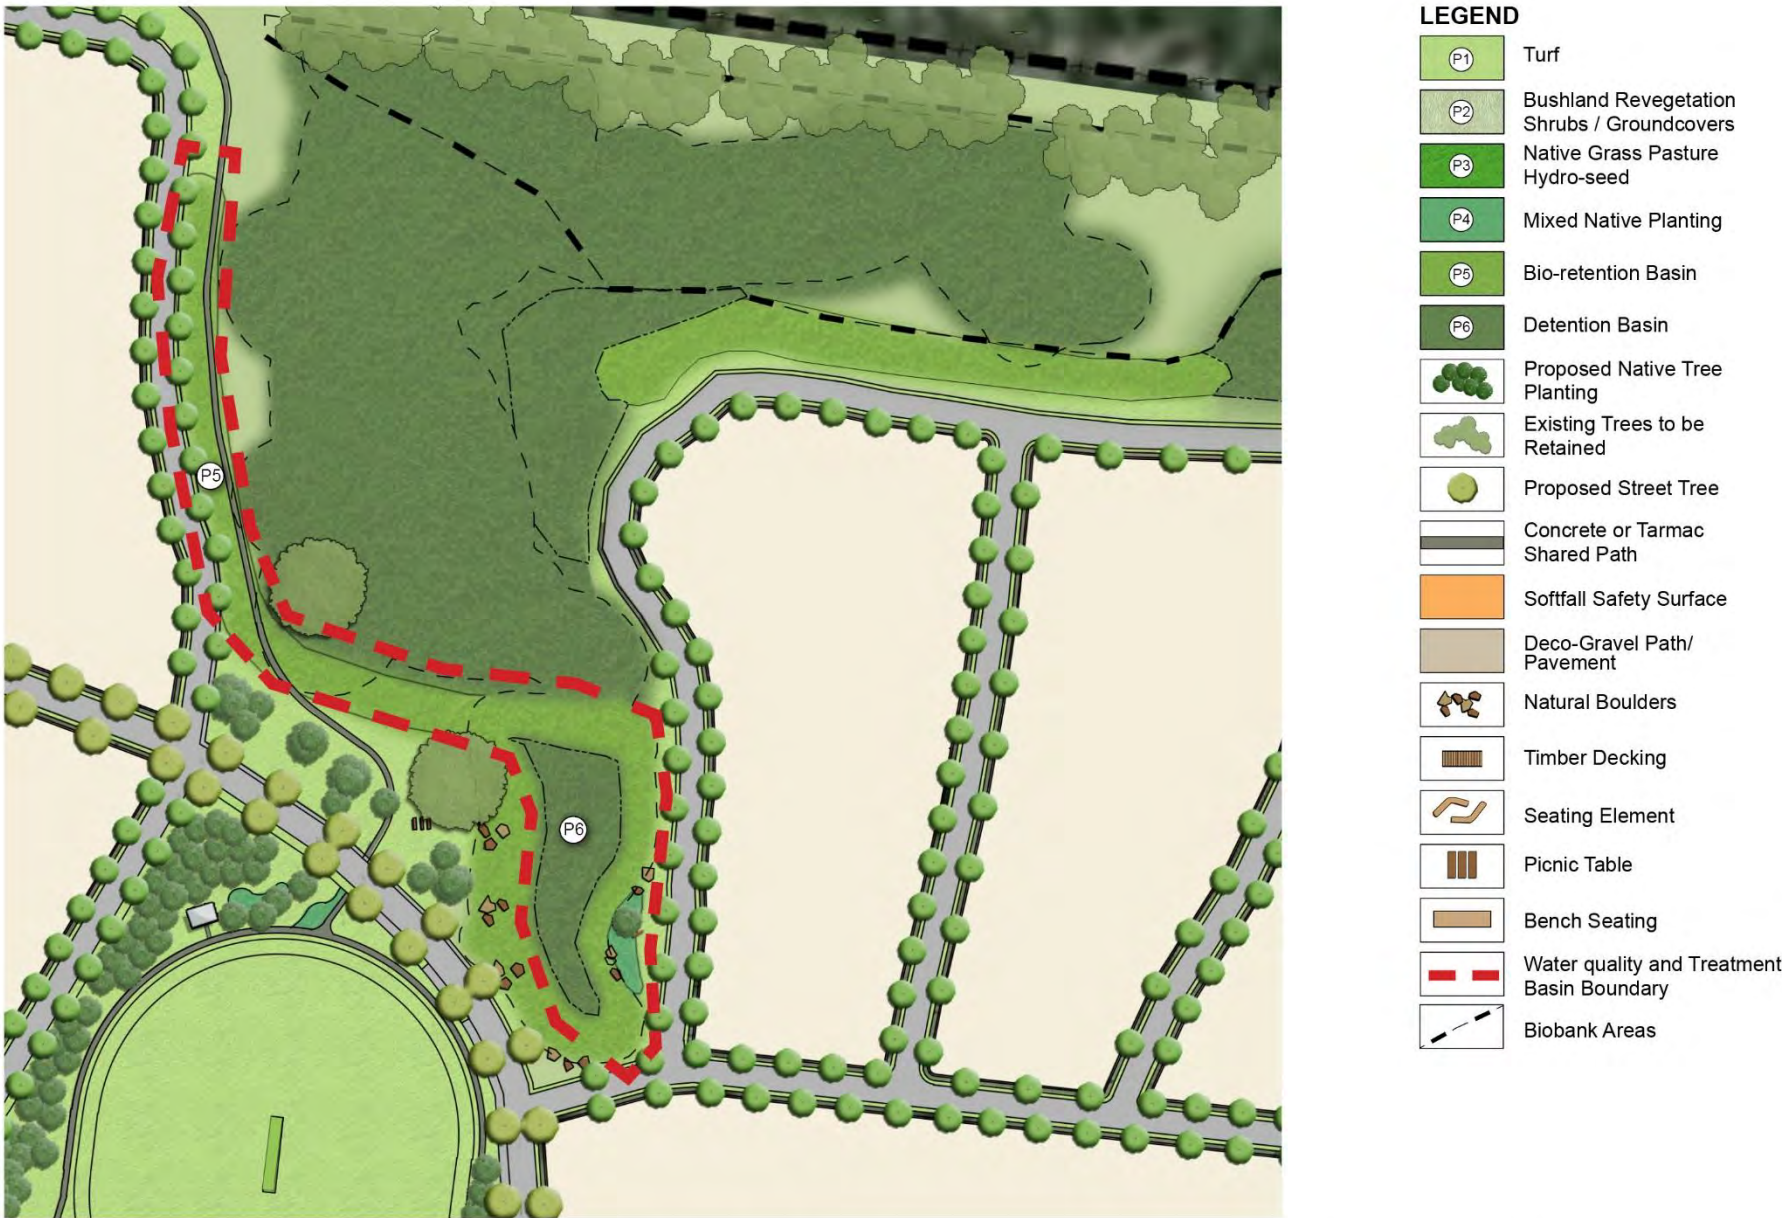 LEGEND
P1 Turf
P2 Bushland Revegetation
Shrubs / Groundcovers
P3 Native Grass Pasture
Hydro-seed
P4 Mixed Native Planting
P5 Bio-retention Basin
P6 Detention Basin
Proposed Native Tree
Planting
Existing Trees to be
Retained
Proposed Street Tree
Concrete or Tarmac
Shared Path
Softfall Safety Surface
Deco-Gravel Path/
Pavement
Natural Boulders
Timber Decking
Seating Element
Picnic Table
Bench Seating
Water quality and Treatment
Basin Boundary
Biobank Areas
P5
P6